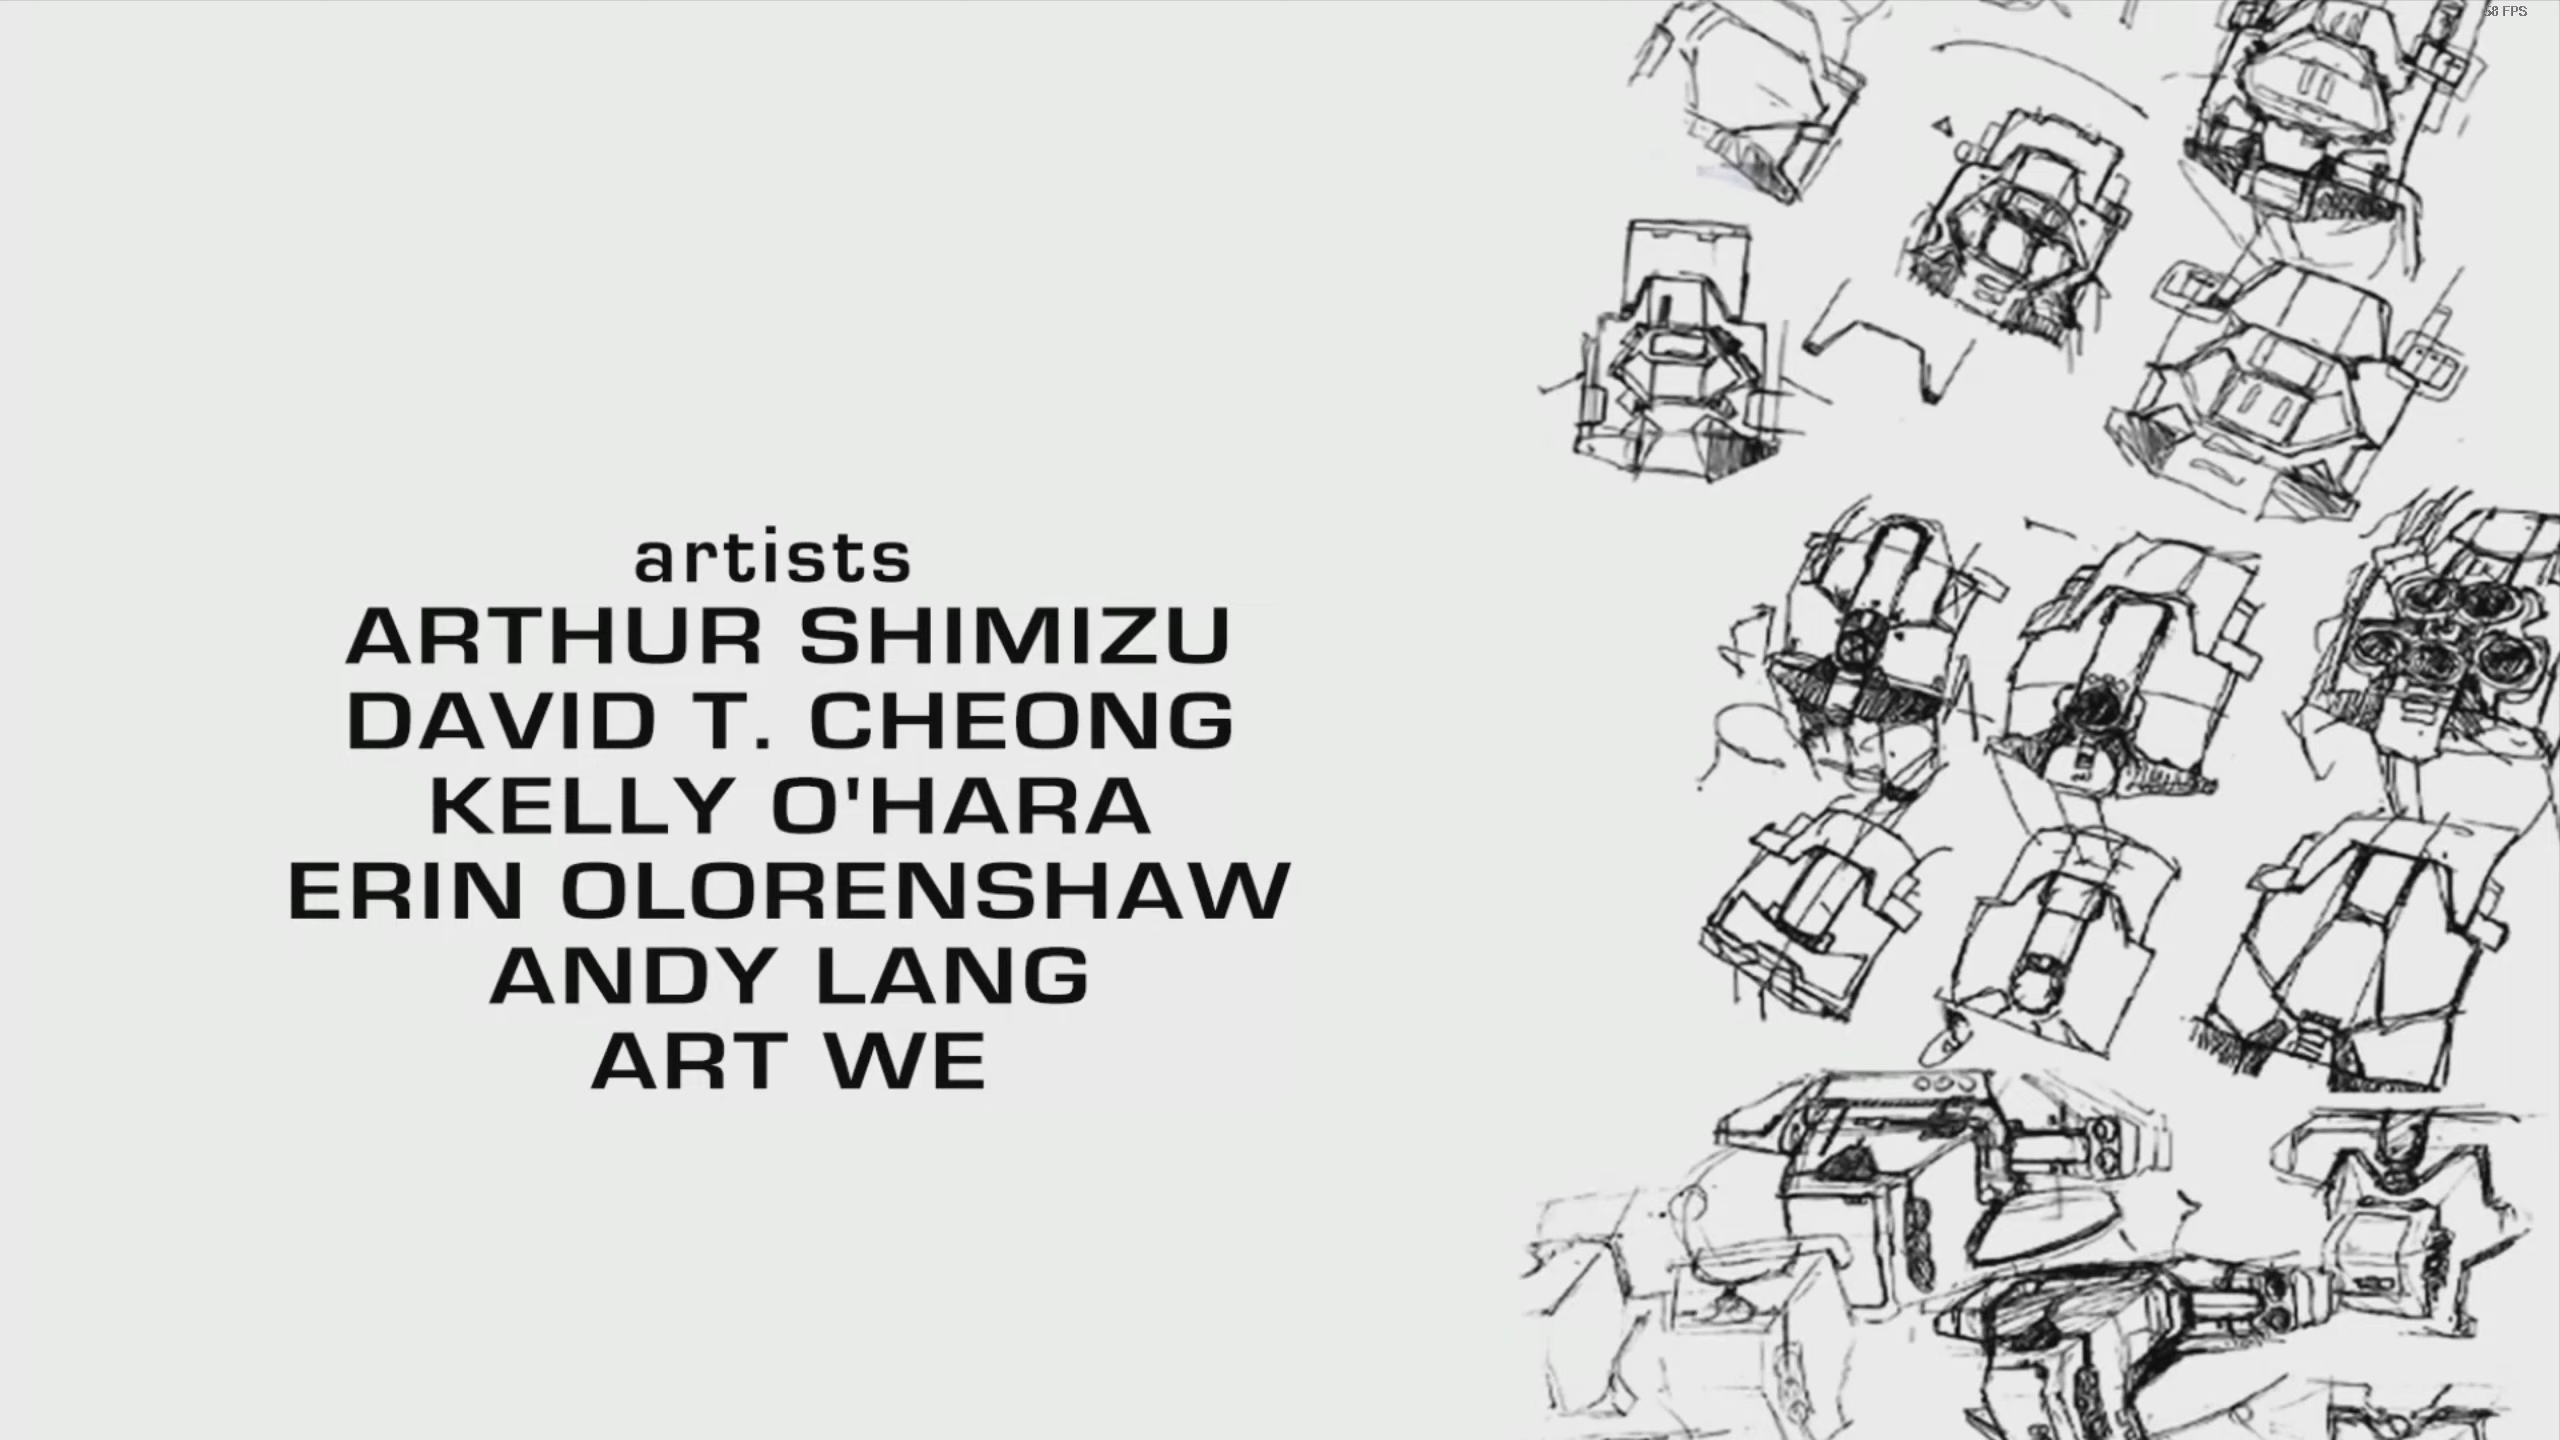 58 FPS
artists
ARTHUR SHIMIZU
DAVID T. CHEONG
KELLY O'HARA
ERIN OLORENSHAW
ANDY LANG
ART WE